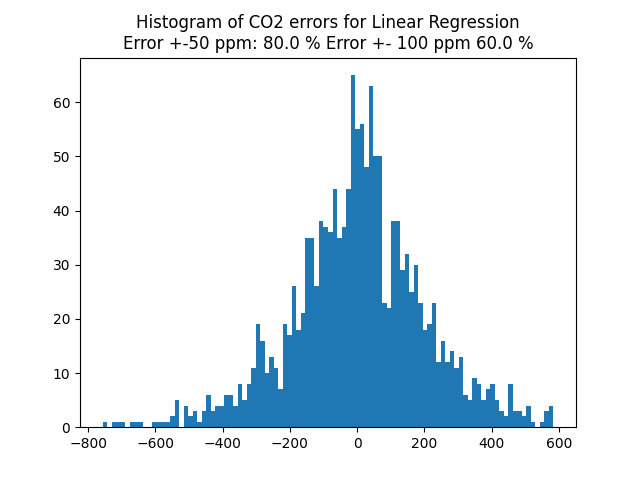 Histogram of CO2 errors for Linear Regression
Error +-50 ppm: 80.0 % Error +- 100 ppm 60.0 %
60
50
40
30
20
10
0
−800 −600 −400 −200 0 200 400 600